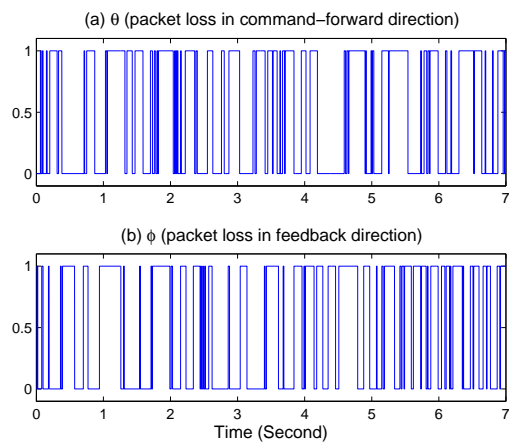 (a) θ (packet loss in command−forward direction)
1
0.5
0
0 1 2 3 4 5 6 7
(b) ϕ (packet loss in feedback direction)
1
0.5
0
0 1 2 3 4 5 6 7
Time (Second)